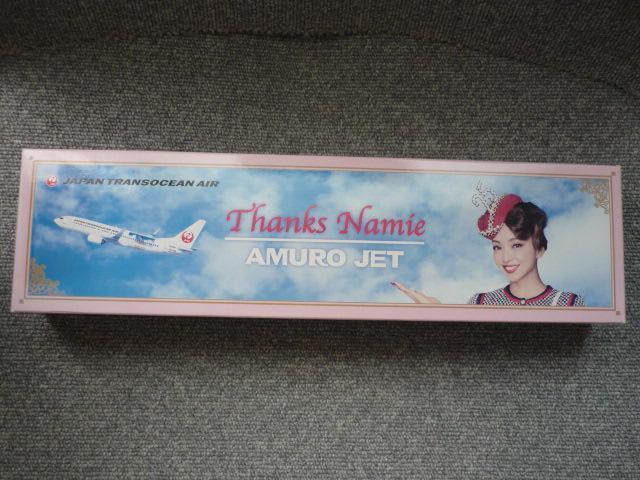 JAPAN TRANSOCEAN AIR
Thanks Namie
AMURO JET